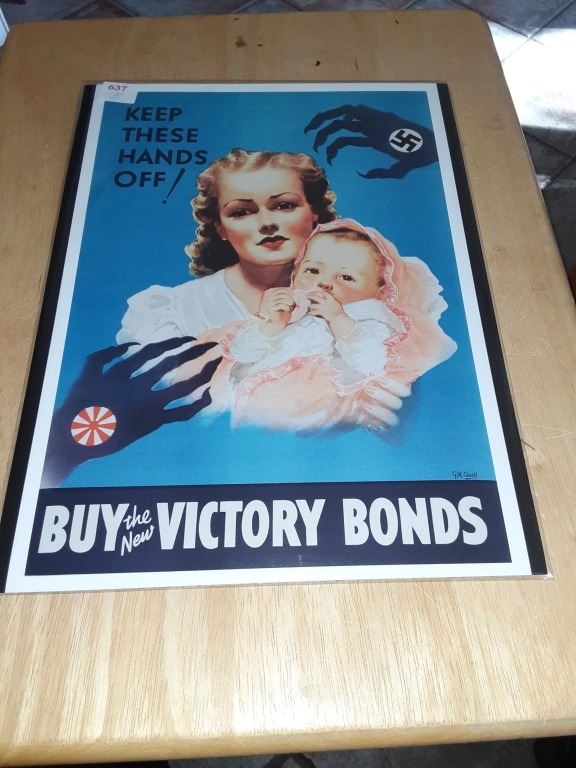 637
KEEP
THESE
HANDS
OFF!
BUY the New VICTORY BONDS